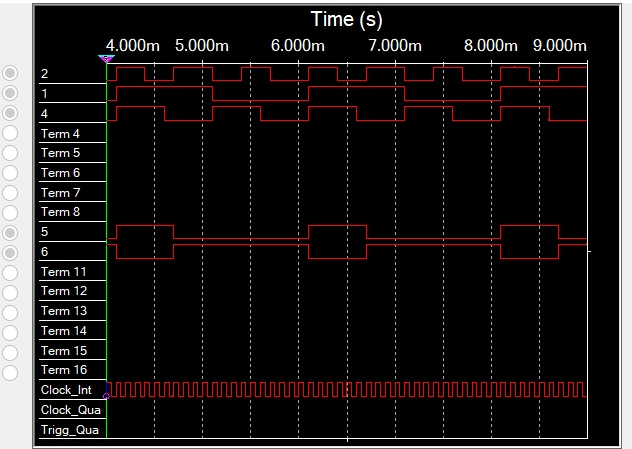 Time (s)
4.000m 5.000m 6.000m 7.000m 8.000m 9.000m
2
1
4
Term 4
Term 5
Term 6
Term 7
Term 8
5
6
Term 11
Term 12
Term 13
Term 14
Term 15
Term 16
Clock_Int
Clock_Qua
Trigg_Qua